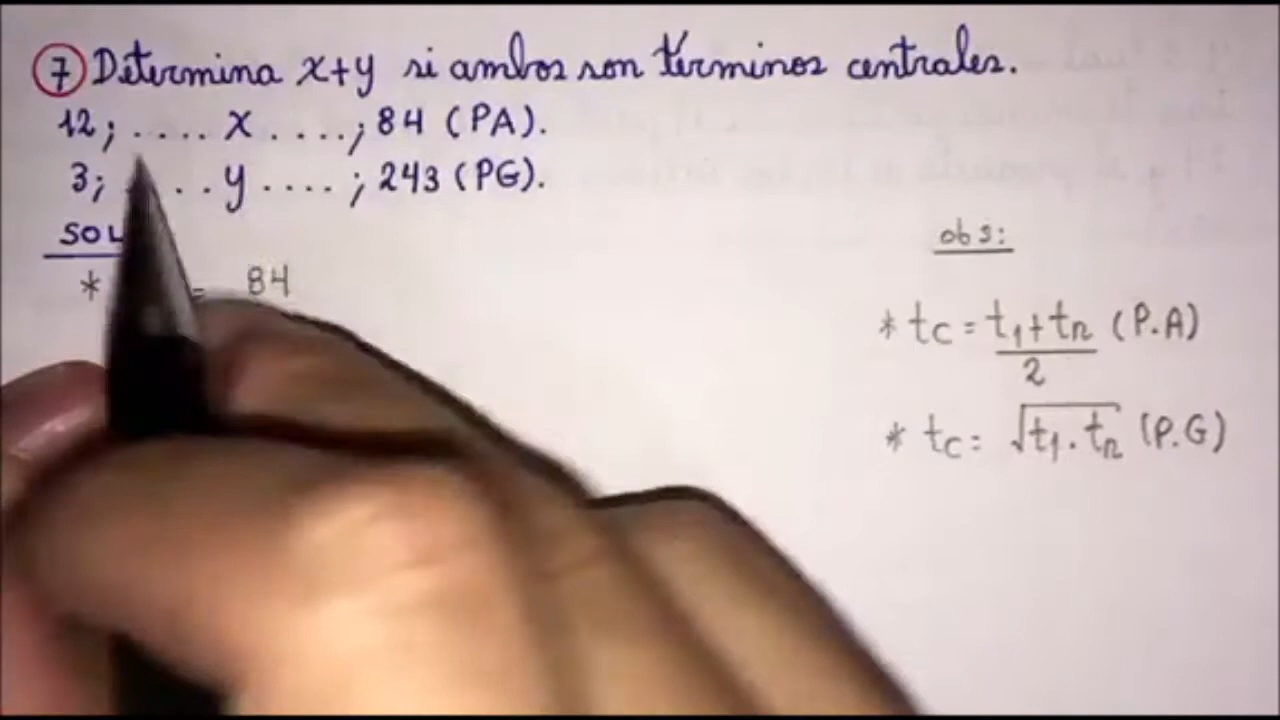 7 Determina x+y si ambos son términos centrales.
12; .... x ....; 84 (PA).
3; . . y ....; 243 (PG).
SOL
* = 84
obs:
* tc = t1+tn (P.A)
2
* tc= √t1.tn (P.G)